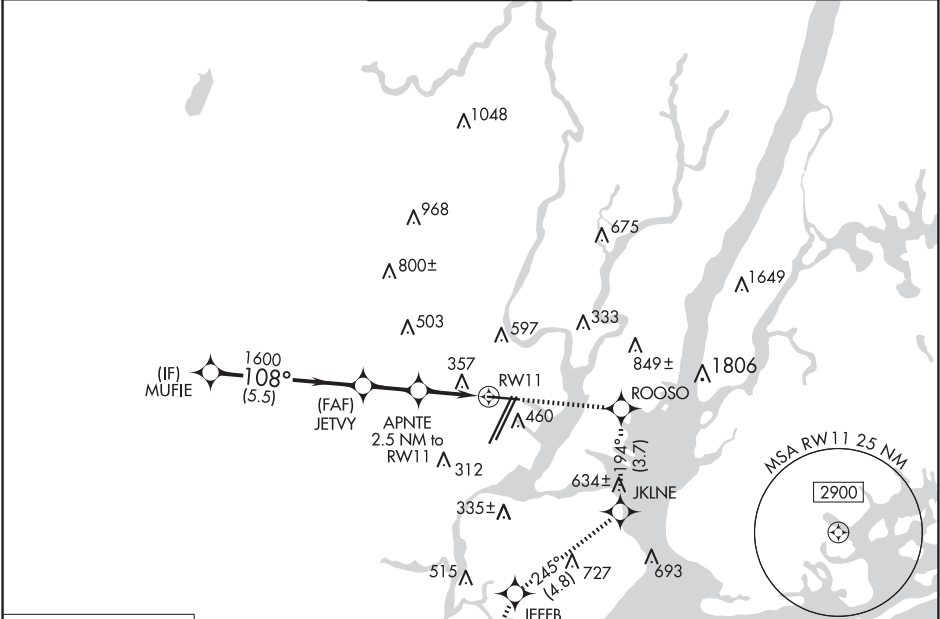 1048
968
675
800±
1649
503
597
333
849±
1806
357
1600
108°
(5.5)
(IF)
MUFIE
(FAF)
JETVY
APNTE
2.5 NM to
RW11
RW11
ROOSO
460
312
194°
(3.7)
MSA RW11 25 NM
2900
634±
JKLNE
335±
515
727
693
245°
(4.8)